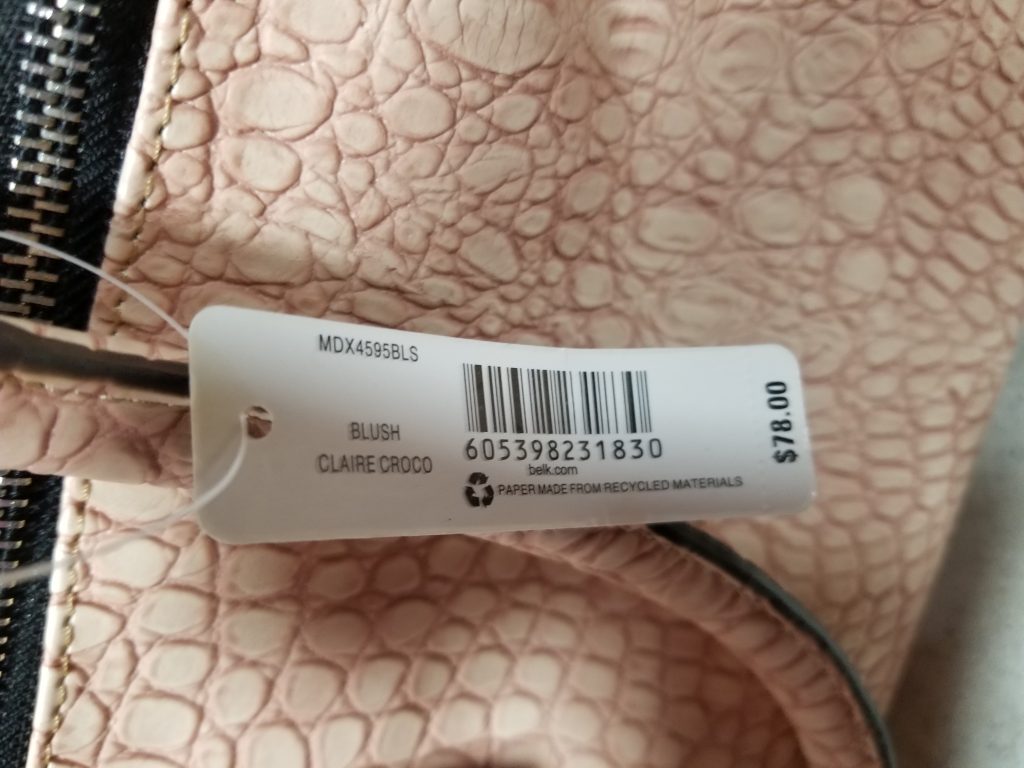 MDX4595BLS
BLUSH
CLAIRE CROCO
605398231830
belk.com
PAPER MADE FROM RECYCLED MATERIALS
$78.00